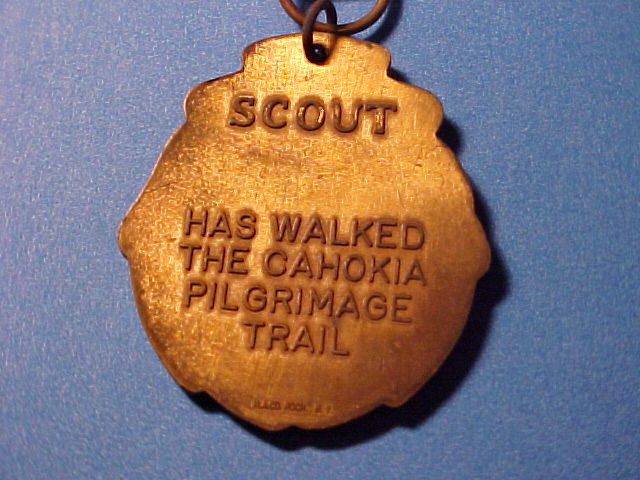 SCOUT
HAS WALKED
THE CAHOKIA
PILGRIMAGE
TRAIL